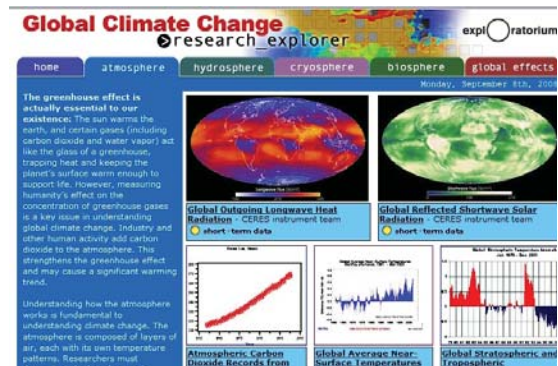 Global Climate Change
research_explorer
expl ratorium
home
atmosphere
hydrosphere
cryosphere
biosphere
global effects
Monday, September 8th, 2008
The greenhouse effect is
actually essential to our
existence: The sun warms the
earth, and certain gases (including
carbon dioxide and water vapor) act
like the glass of a greenhouse,
trapping heat and keeping the
planet's surface warm enough to
support life. However, measuring
humanity's effect on the
concentration of greenhouse gases
is a key issue in understanding
global climate change. Industry and
other human activity add carbon
dioxide to the atmosphere. This
strengthens the greenhouse effect
and may cause a significant warming
trend.
Understanding how the atmosphere
works is fundamental to
understanding climate change. The
atmosphere is composed of layers of
air, each with its own temperature
patterns. Researchers must
Global Outgoing Longwave Heat
Radiation - CERES instrument team
short-term data
Global Reflected Shortwave Solar
Radiation - CERES instrument team
short-term data
Atmospheric Carbon
Dioxide Records from
Global Average Near-
Surface Temperatures
Global Stratospheric and
Tropospheric